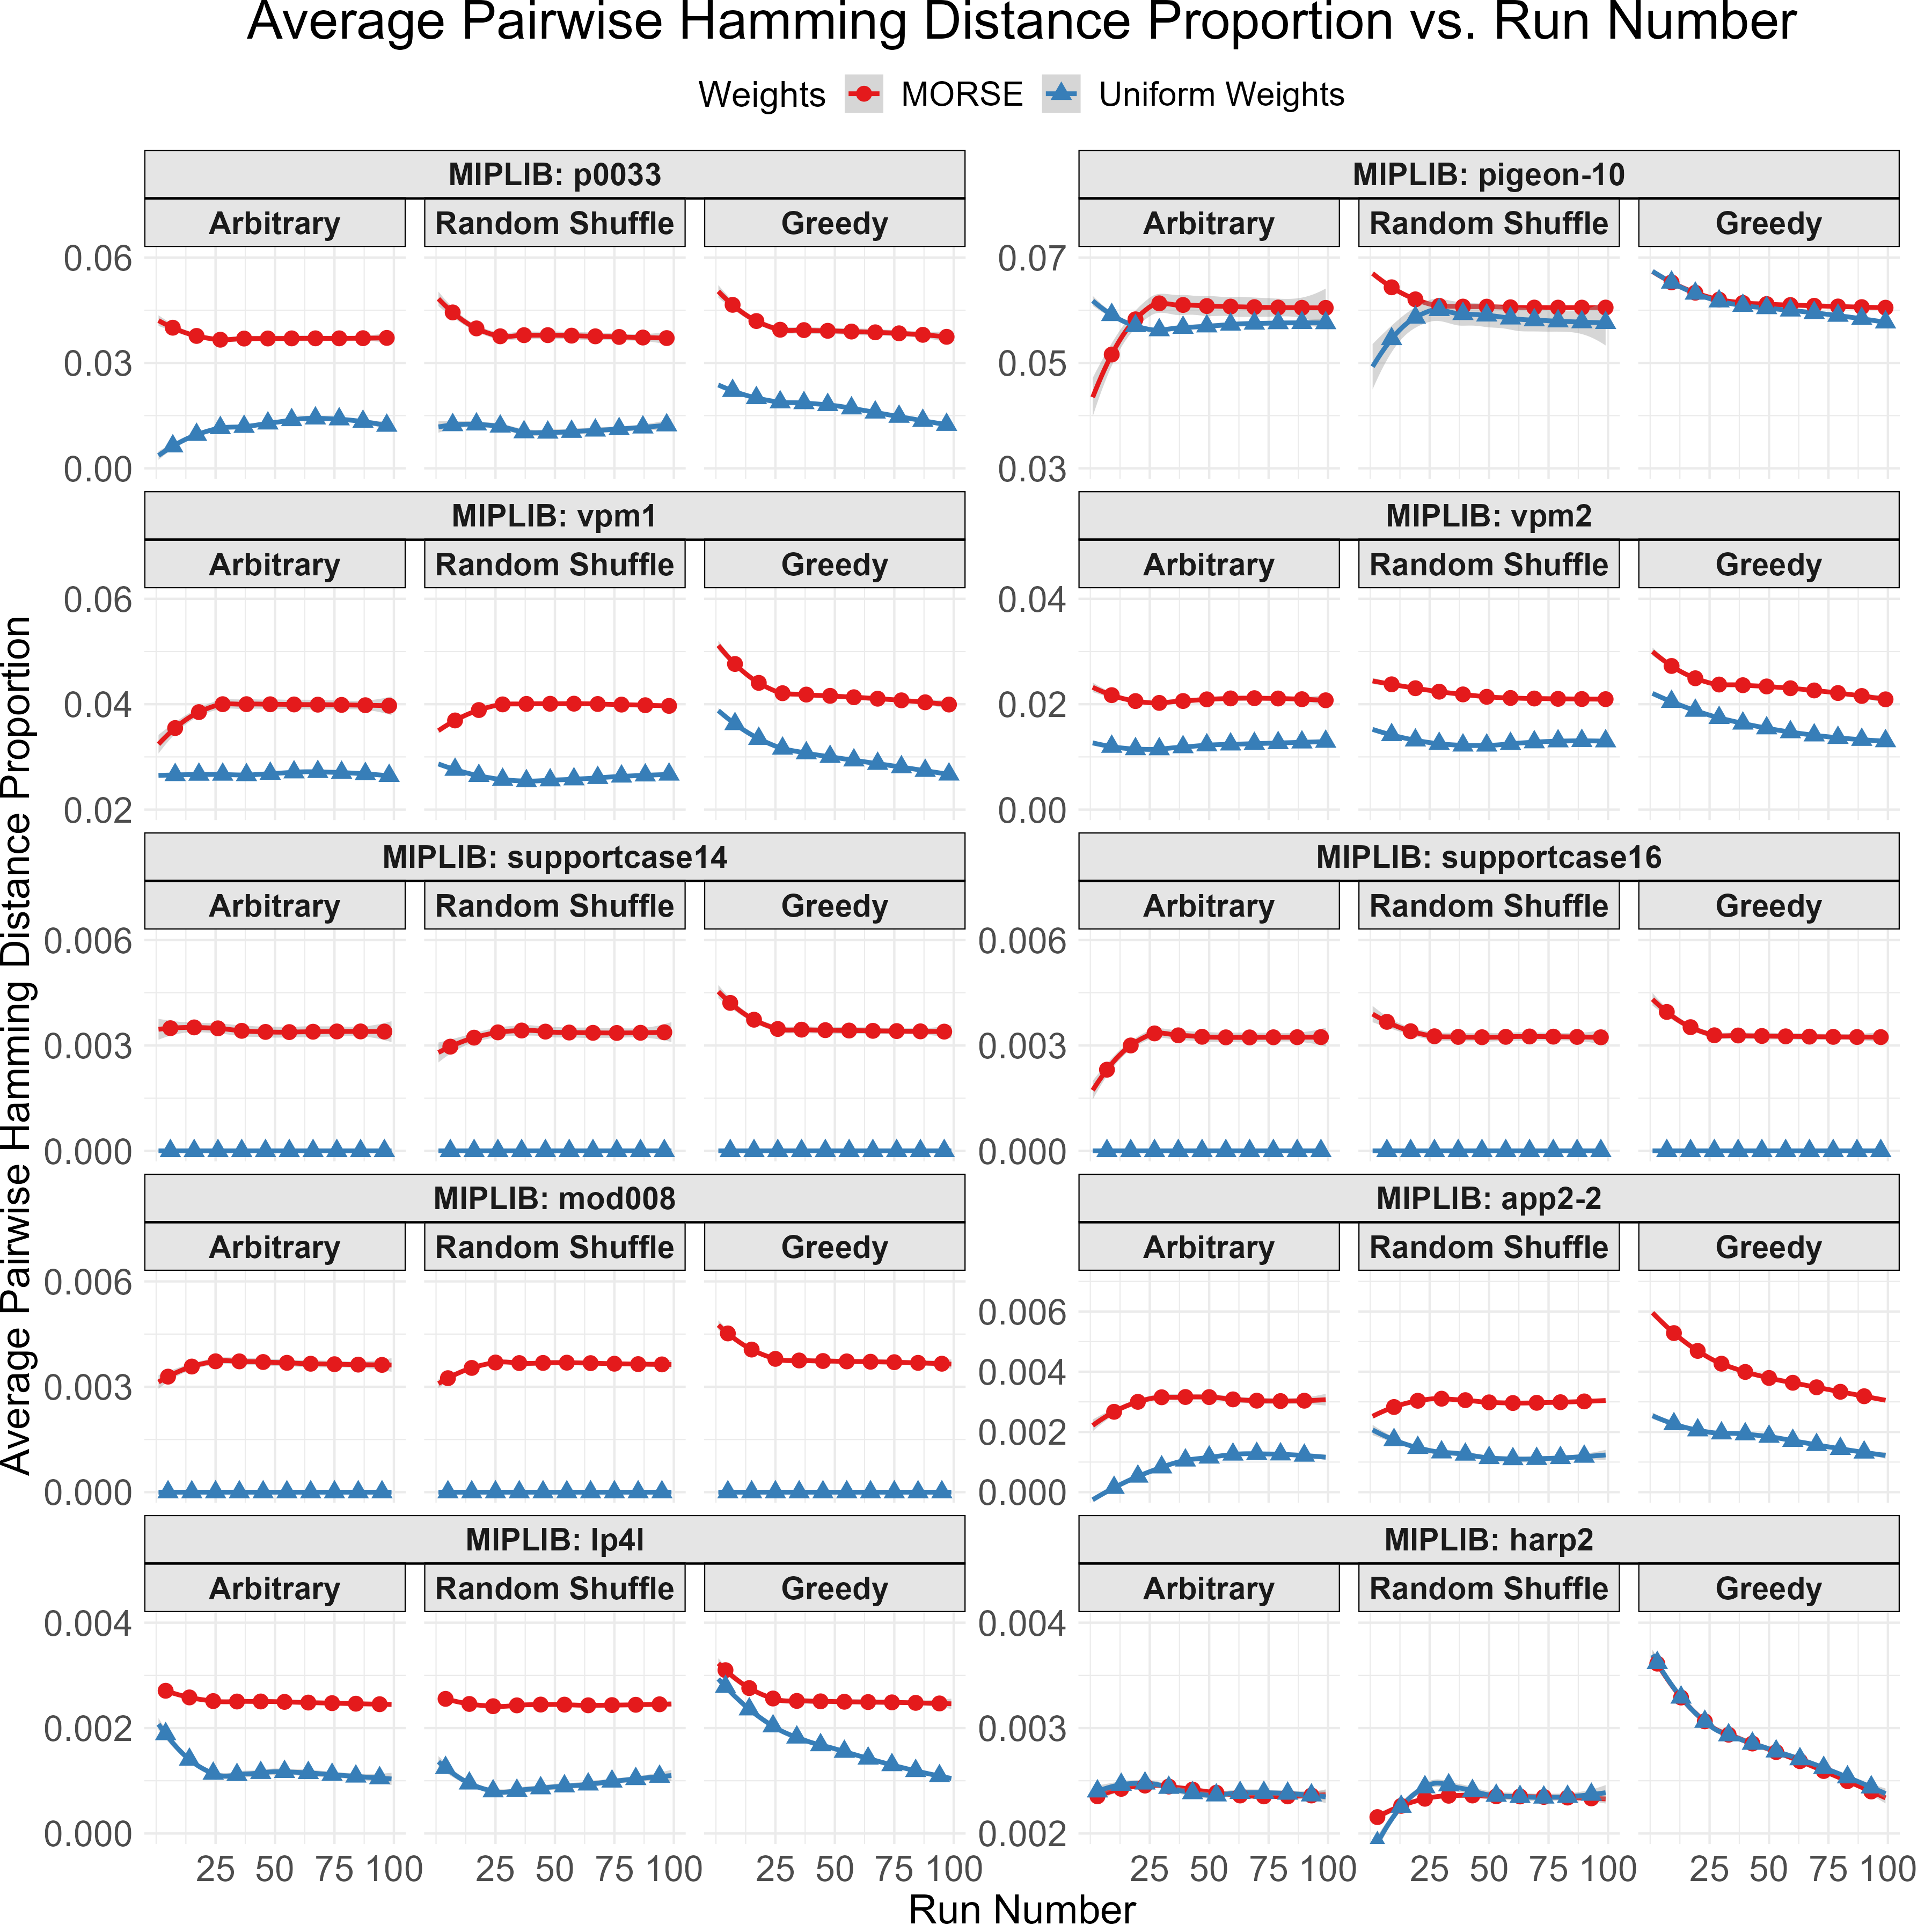 Average Pairwise Hamming Distance Proportion vs. Run Number
Weights MORSE Uniform Weights
MIPLIB: p0033
Arbitrary Random Shuffle Greedy
0.06
0.03
0.00
MIPLIB: pigeon-10
Arbitrary Random Shuffle Greedy
0.07
0.05
0.03
MIPLIB: vpm1
Arbitrary Random Shuffle Greedy
0.06
0.04
0.02
MIPLIB: vpm2
Arbitrary Random Shuffle Greedy
0.04
0.02
0.00
MIPLIB: supportcase14
Arbitrary Random Shuffle Greedy
0.006
0.003
0.000
MIPLIB: supportcase16
Arbitrary Random Shuffle Greedy
0.006
0.003
0.000
MIPLIB: mod008
Arbitrary Random Shuffle Greedy
0.006
0.003
0.000
MIPLIB: app2-2
Arbitrary Random Shuffle Greedy
0.006
0.004
0.002
0.000
MIPLIB: lp4l
Arbitrary Random Shuffle Greedy
0.004
0.002
0.000
25 50 75 100 25 50 75 100 25 50 75 100
MIPLIB: harp2
Arbitrary Random Shuffle Greedy
0.004
0.003
0.002
25 50 75 100 25 50 75 100 25 50 75 100
Average Pairwise Hamming Distance Proportion
Run Number